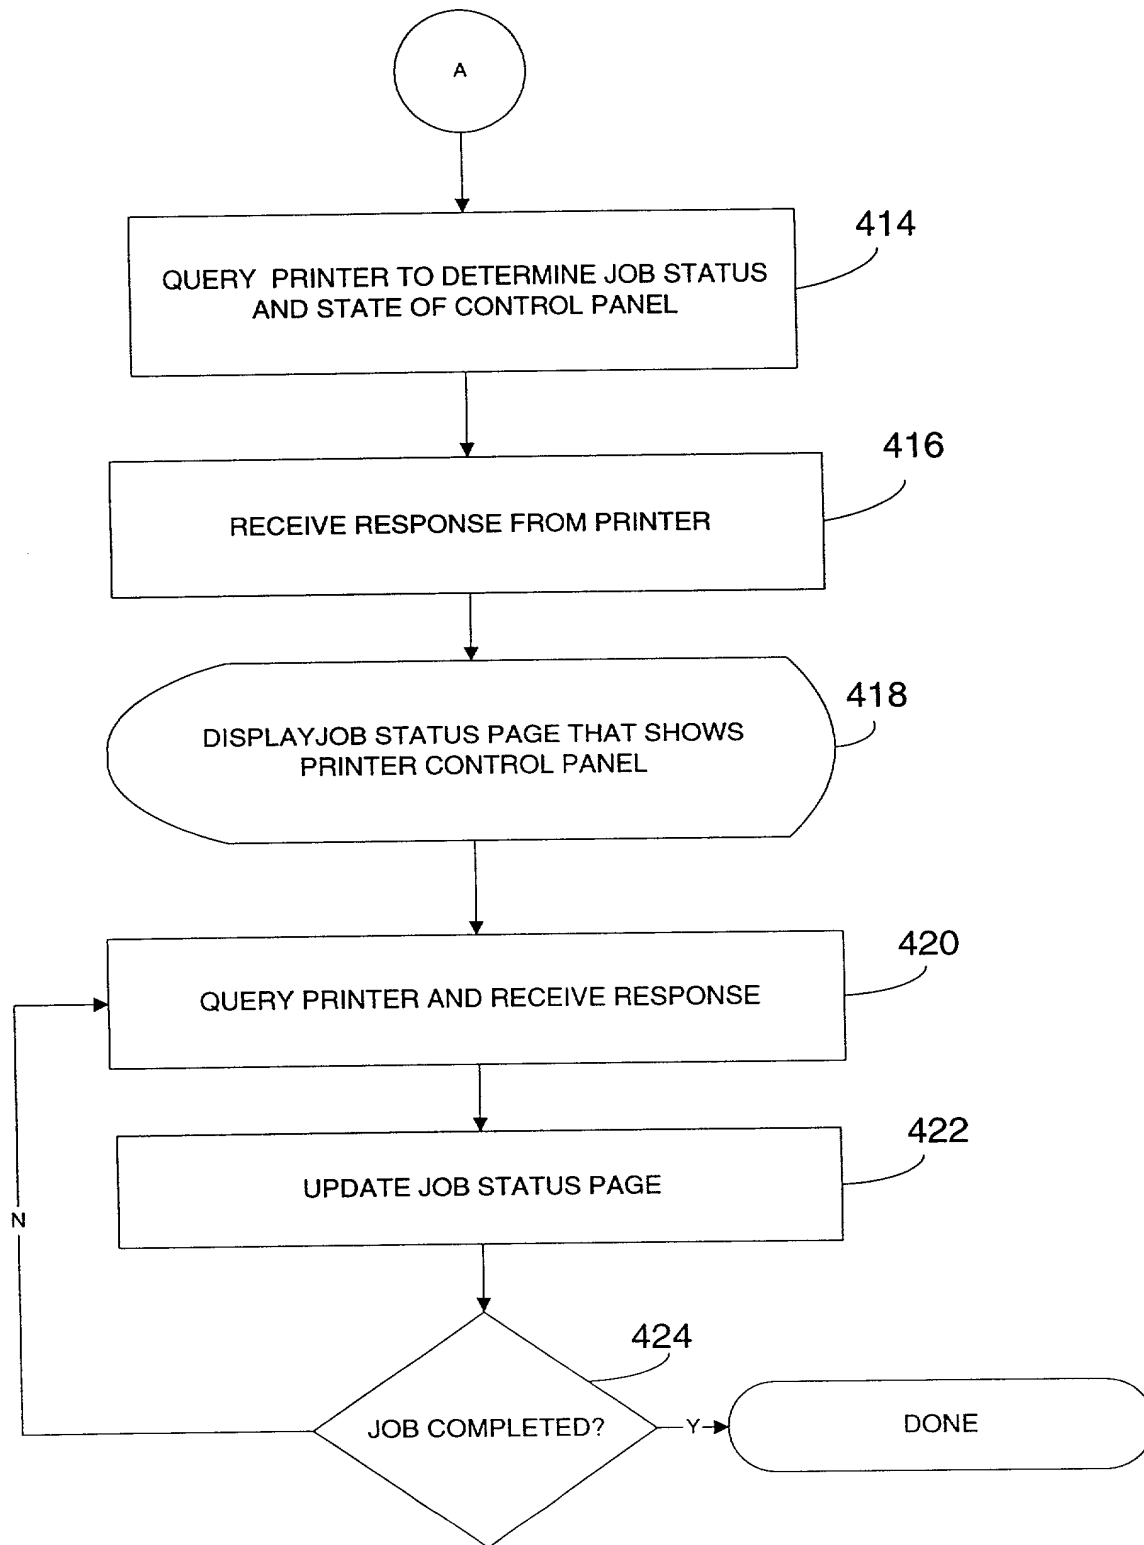 A
414
QUERY PRINTER TO DETERMINE JOB STATUS
AND STATE OF CONTROL PANEL
416
RECEIVE RESPONSE FROM PRINTER
418
DISPLAYJOB STATUS PAGE THAT SHOWS
PRINTER CONTROL PANEL
420
QUERY PRINTER AND RECEIVE RESPONSE
422
UPDATE JOB STATUS PAGE
N
424
JOB COMPLETED?
Y
DONE